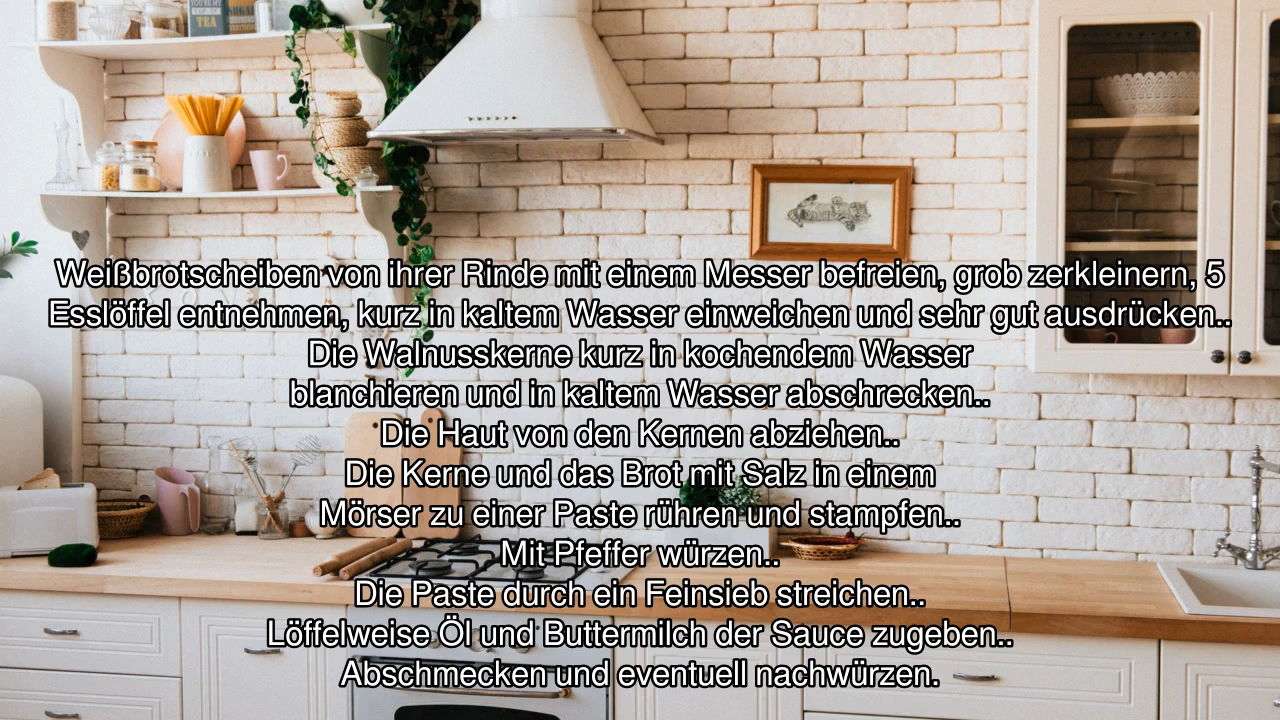 TEA
Weißbrotscheiben von ihrer Rinde mit einem Messer befreien, grob zerkleinern, 5
Esslöffel entnehmen, kurz in kaltem Wasser einweichen und sehr gut ausdrücken..
Die Walnusskerne kurz in kochendem Wasser
blanchieren und in kaltem Wasser abschrecken..
Die Haut von den Kernen abziehen..
Die Kerne und das Brot mit Salz in einem
Mörser zu einer Paste rühren und stampfen..
Mit Pfeffer würzen..
Die Paste durch ein Feinsieb streichen..
Löffelweise Öl und Buttermilch der Sauce zugeben..
Abschmecken und eventuell nachwürzen.